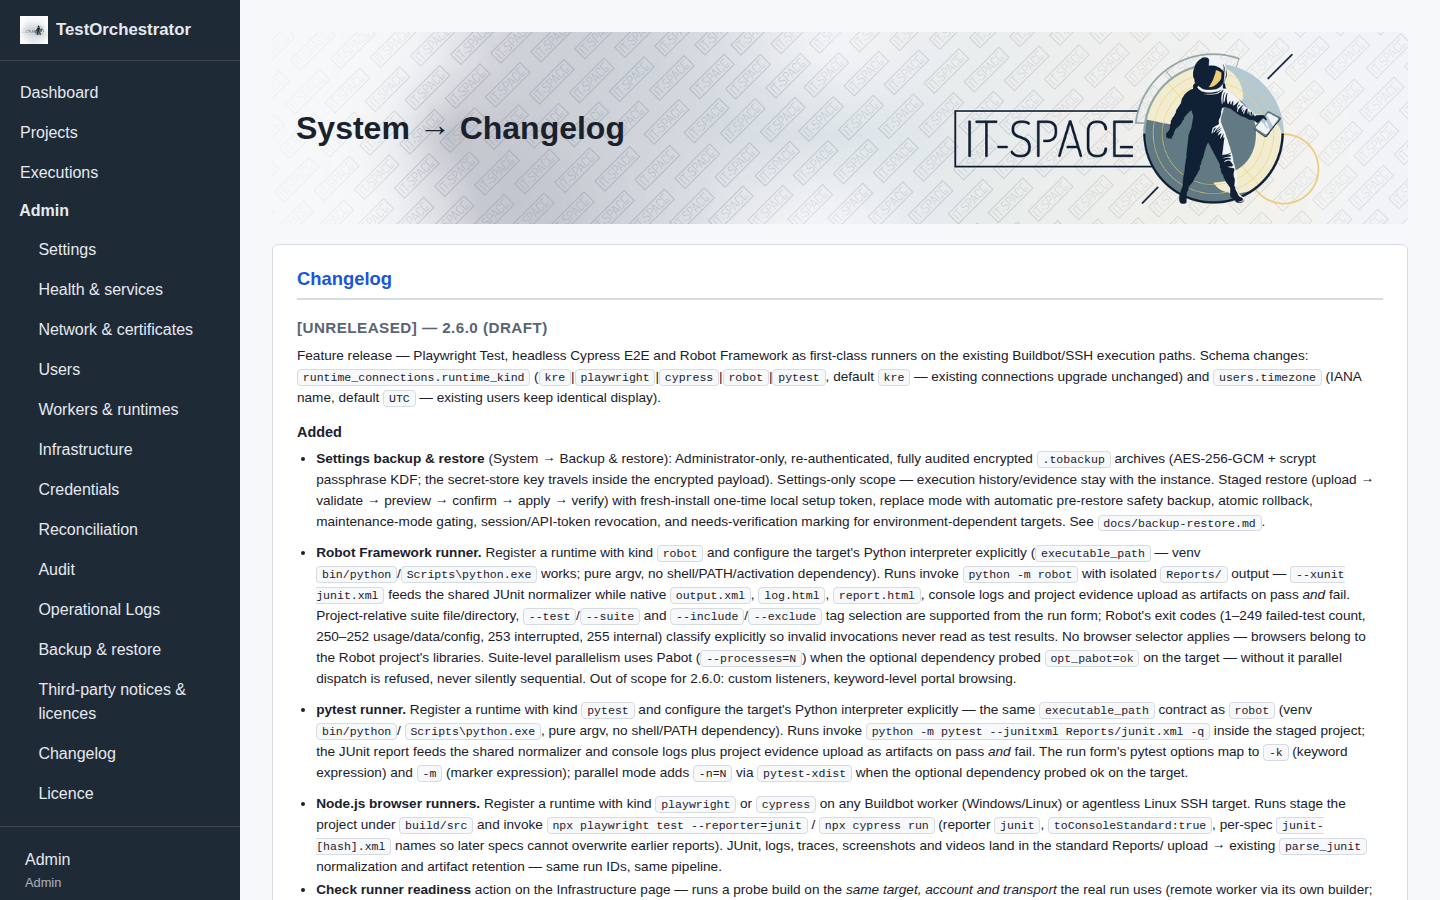 TestOrchestrator
Dashboard
Projects
Executions
Admin
Settings
Health & services
Network & certificates
Users
Workers & runtimes
Infrastructure
Credentials
Reconciliation
Audit
Operational Logs
Backup & restore
Third-party notices &
licences
Changelog
Licence
Admin
Admin
System → Changelog
IT-SPACE
Changelog
[UNRELEASED] — 2.6.0 (DRAFT)
Feature release — Playwright Test, headless Cypress E2E and Robot Framework as first-class runners on the existing Buildbot/SSH execution paths. Schema changes:
runtime_connections.runtime_kind (kre|playwright|cypress|robot|pytest, default kre — existing connections upgrade unchanged) and users.timezone (IANA
name, default UTC — existing users keep identical display).
Added
• Settings backup & restore (System → Backup & restore): Administrator-only, re-authenticated, fully audited encrypted .tobackup archives (AES-256-GCM + scrypt
passphrase KDF; the secret-store key travels inside the encrypted payload). Settings-only scope — execution history/evidence stay with the instance. Staged restore (upload →
validate → preview → confirm → apply → verify) with fresh-install one-time local setup token, replace mode with automatic pre-restore safety backup, atomic rollback,
maintenance-mode gating, session/API-token revocation, and needs-verification marking for environment-dependent targets. See docs/backup-restore.md.
• Robot Framework runner. Register a runtime with kind robot and configure the target's Python interpreter explicitly (executable_path — venv
bin/python/Scripts\python.exe works; pure argv, no shell/PATH/activation dependency). Runs invoke python -m robot with isolated Reports/ output — --xunit
junit.xml feeds the shared JUnit normalizer while native output.xml, log.html, report.html, console logs and project evidence upload as artifacts on pass and fail.
Project-relative suite file/directory, --test/--suite and --include/--exclude tag selection are supported from the run form; Robot's exit codes (1–249 failed-test count,
250–252 usage/data/config, 253 interrupted, 255 internal) classify explicitly so invalid invocations never read as test results. No browser selector applies — browsers belong to
the Robot project's libraries. Suite-level parallelism uses Pabot (--processes=N) when the optional dependency probed opt_pabot=ok on the target — without it parallel
dispatch is refused, never silently sequential. Out of scope for 2.6.0: custom listeners, keyword-level portal browsing.
• pytest runner. Register a runtime with kind pytest and configure the target's Python interpreter explicitly — the same executable_path contract as robot (venv
bin/python/ Scripts\python.exe, pure argv, no shell/PATH dependency). Runs invoke python -m pytest --junitxml Reports/junit.xml -q inside the staged project;
the JUnit report feeds the shared normalizer and console logs plus project evidence upload as artifacts on pass and fail. The run form's pytest options map to -k (keyword
expression) and -m (marker expression); parallel mode adds -n=N via pytest-xdist when the optional dependency probed ok on the target.
• Node.js browser runners. Register a runtime with kind playwright or cypress on any Buildbot worker (Windows/Linux) or agentless Linux SSH target. Runs stage the
project under build/src and invoke npx playwright test --reporter=junit / npx cypress run (reporter junit, toConsoleStandard:true, per-spec junit-
[hash].xml names so later specs cannot overwrite earlier reports). JUnit, logs, traces, screenshots and videos land in the standard Reports/ upload → existing parse_junit
normalization and artifact retention — same run IDs, same pipeline.
• Check runner readiness action on the Infrastructure page — runs a probe build on the same target, account and transport the real run uses (remote worker via its own builder;